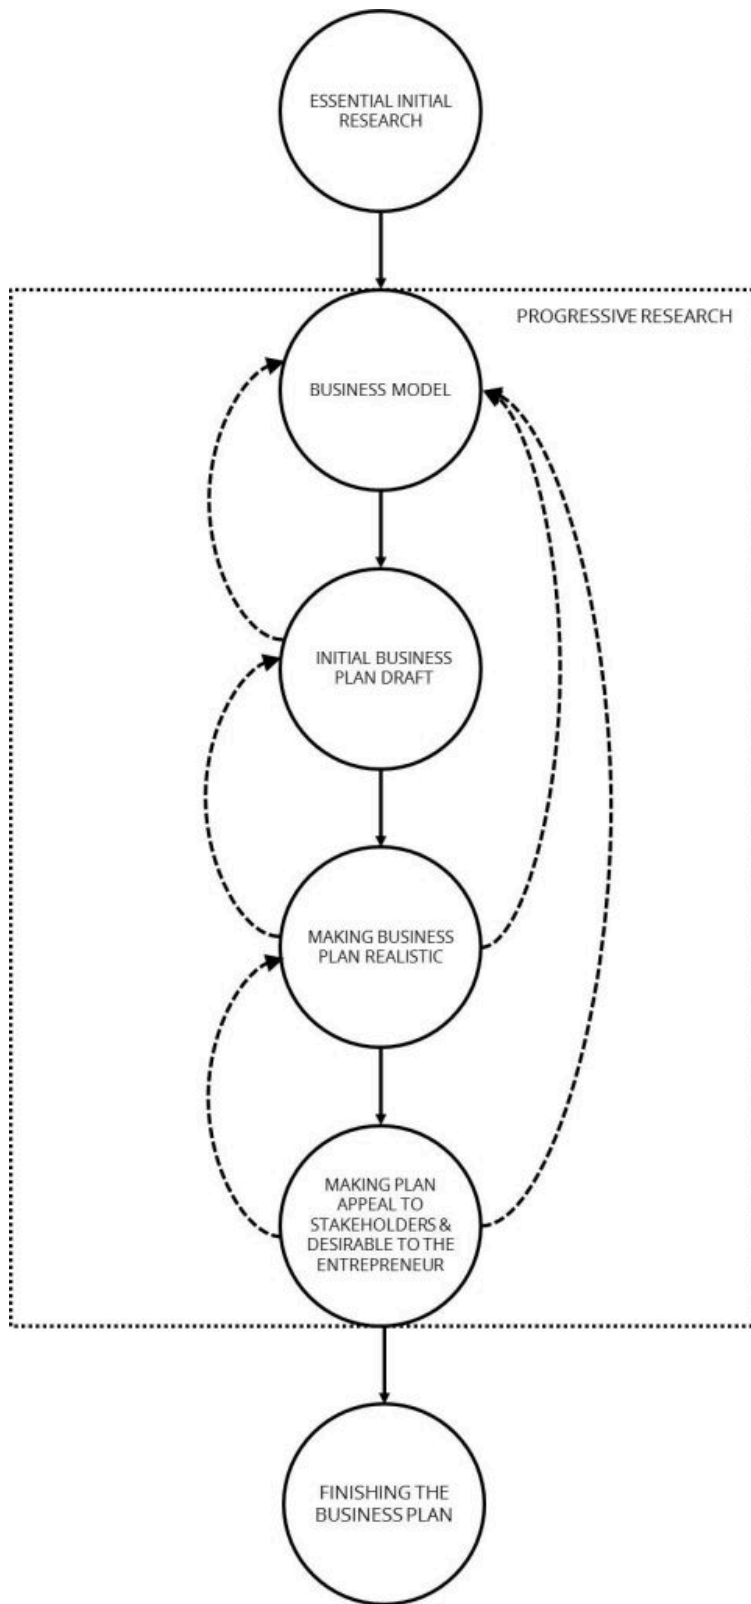 ESSENTIAL INITIAL
RESEARCH
PROGRESSIVE RESEARCH
BUSINESS MODEL
INITIAL BUSINESS
PLAN DRAFT
MAKING BUSINESS
PLAN REALISTIC
MAKING PLAN
APPEAL TO
STAKEHOLDERS &
DESIRABLE TO THE
ENTREPRENEUR
FINISHING THE
BUSINESS PLAN